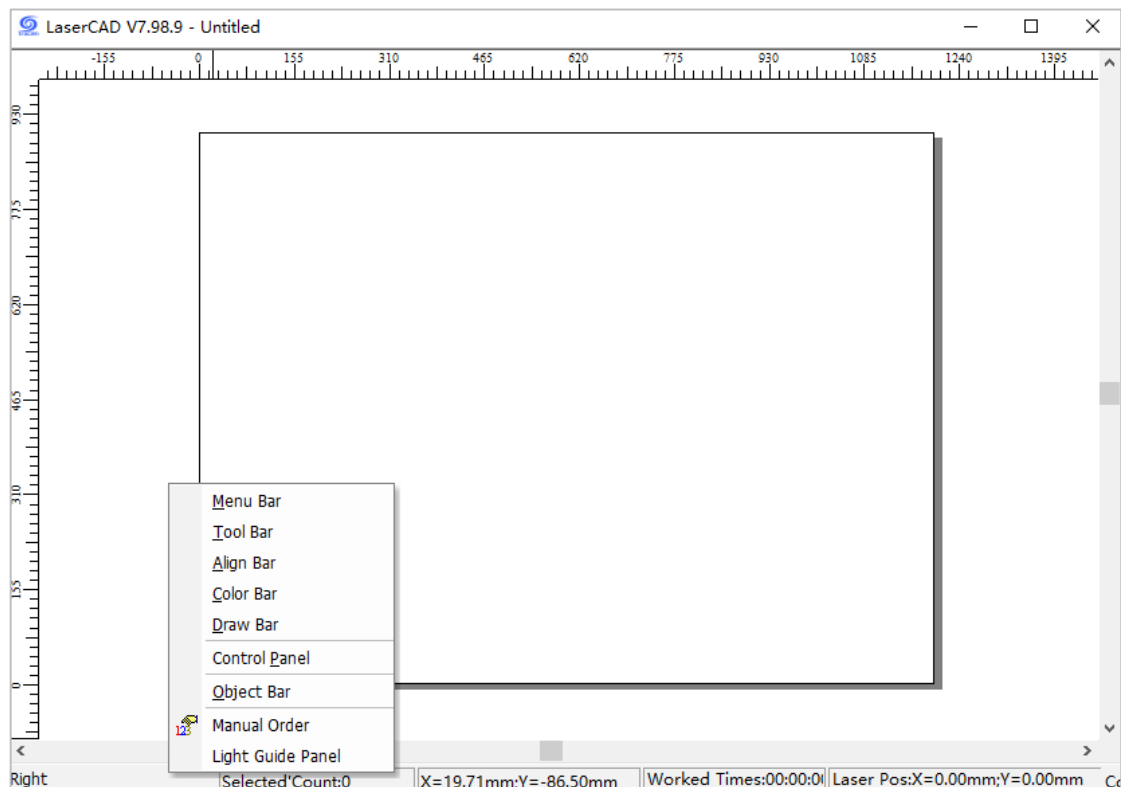 LaserCAD V7.98.9 - Untitled
-155 0 155 310 465 620 775 930 1085 1240 1395
930
775
620
465
310
155
0
Menu Bar
Tool Bar
Align Bar
Color Bar
Draw Bar
Control Panel
Object Bar
123 Manual Order
Light Guide Panel
Right Selected'Count:0 X=19.71mm;Y=-86.50mm Worked Times:00:00:0 Laser Pos:X=0.00mm;Y=0.00mm Co